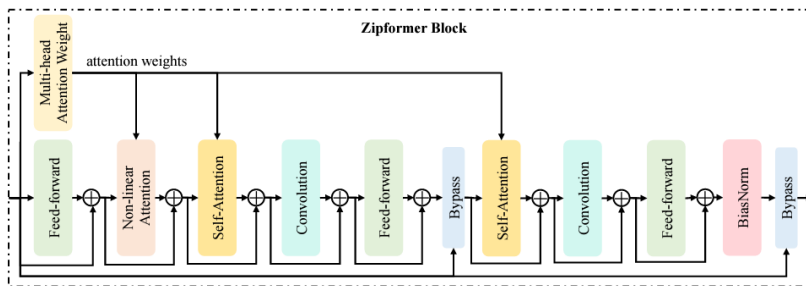 Zipformer Block
Multi-head
Attention Weight
attention weights
Feed-forward
Non-linear
Attention
Self-Attention
Convolution
Feed-forward
Bypass
Self-Attention
Convolution
Feed-forward
BiasNorm
Bypass